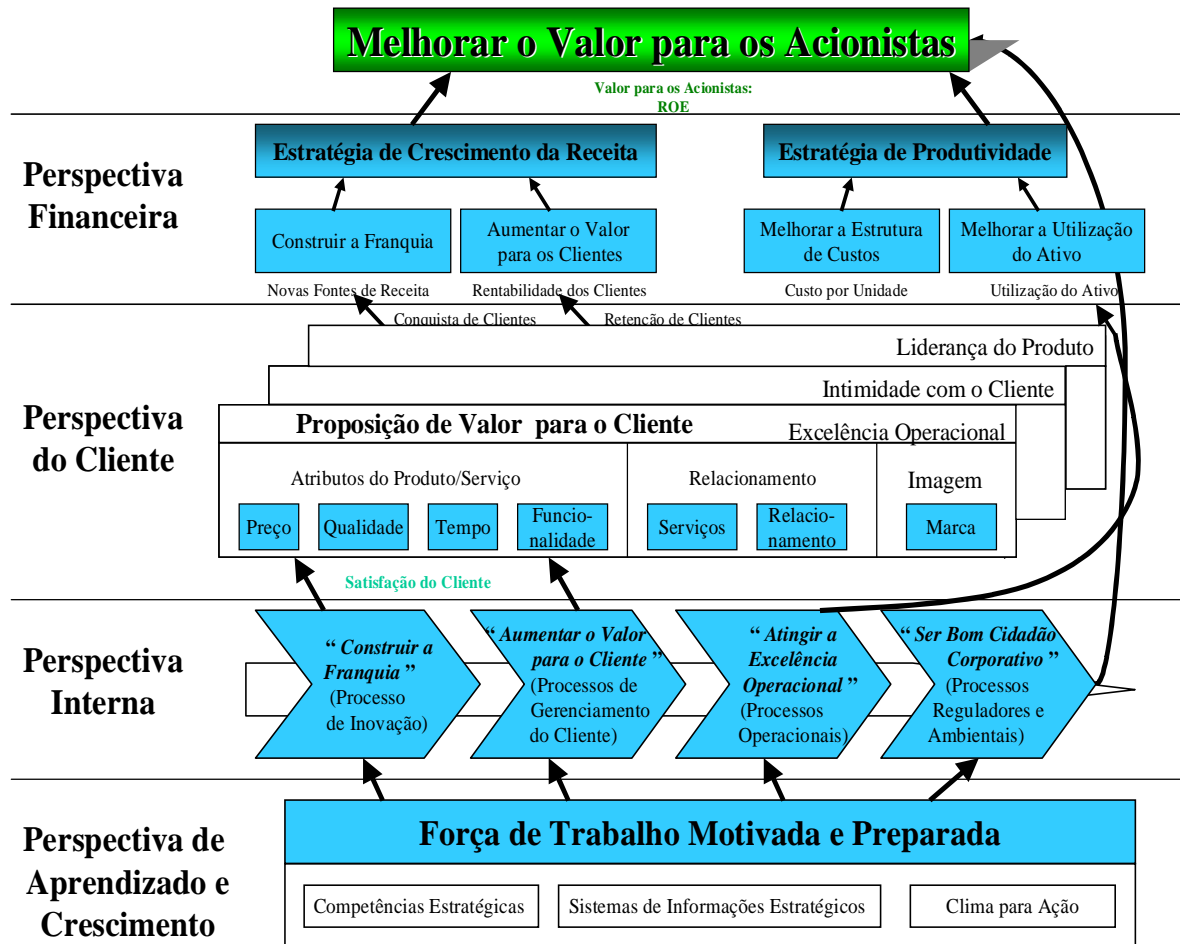 Melhorar o Valor para os Acionistas
Valor para os Acionistas:
ROE
Perspectiva
Financeira
Estratégia de Crescimento da Receita
Estratégia de Produtividade
Construir a Franquia
Aumentar o Valor
para os Clientes
Melhorar a Estrutura
de Custos
Melhorar a Utilização
do Ativo
Novas Fontes de Receita
Rentabilidade dos Clientes
Custo por Unidade
Utilização do Ativo
Conquista de Clientes
Retenção de Clientes
Perspectiva
do Cliente
Liderança do Produto
Intimidade com o Cliente
Proposição de Valor para o Cliente
Excelência Operacional
Atributos do Produto/Serviço
Relacionamento
Imagem
Preço
Qualidade
Tempo
Funcio-
nalidade
Serviços
Relacio-
namento
Marca
Satisfação do Cliente
Perspectiva
Interna
“ Construir a
Franquia ”
(Processo
de Inovação)
“ Aumentar o Valor
para o Cliente ”
(Processos de
Gerenciamento
do Cliente)
“ Atingir a
Excelência
Operacional ”
(Processos
Operacionais)
“ Ser Bom Cidadão
Corporativo ”
(Processos
Reguladores e
Ambientais)
Perspectiva de
Aprendizado e
Crescimento
Força de Trabalho Motivada e Preparada
Competências Estratégicas
Sistemas de Informações Estratégicos
Clima para Ação